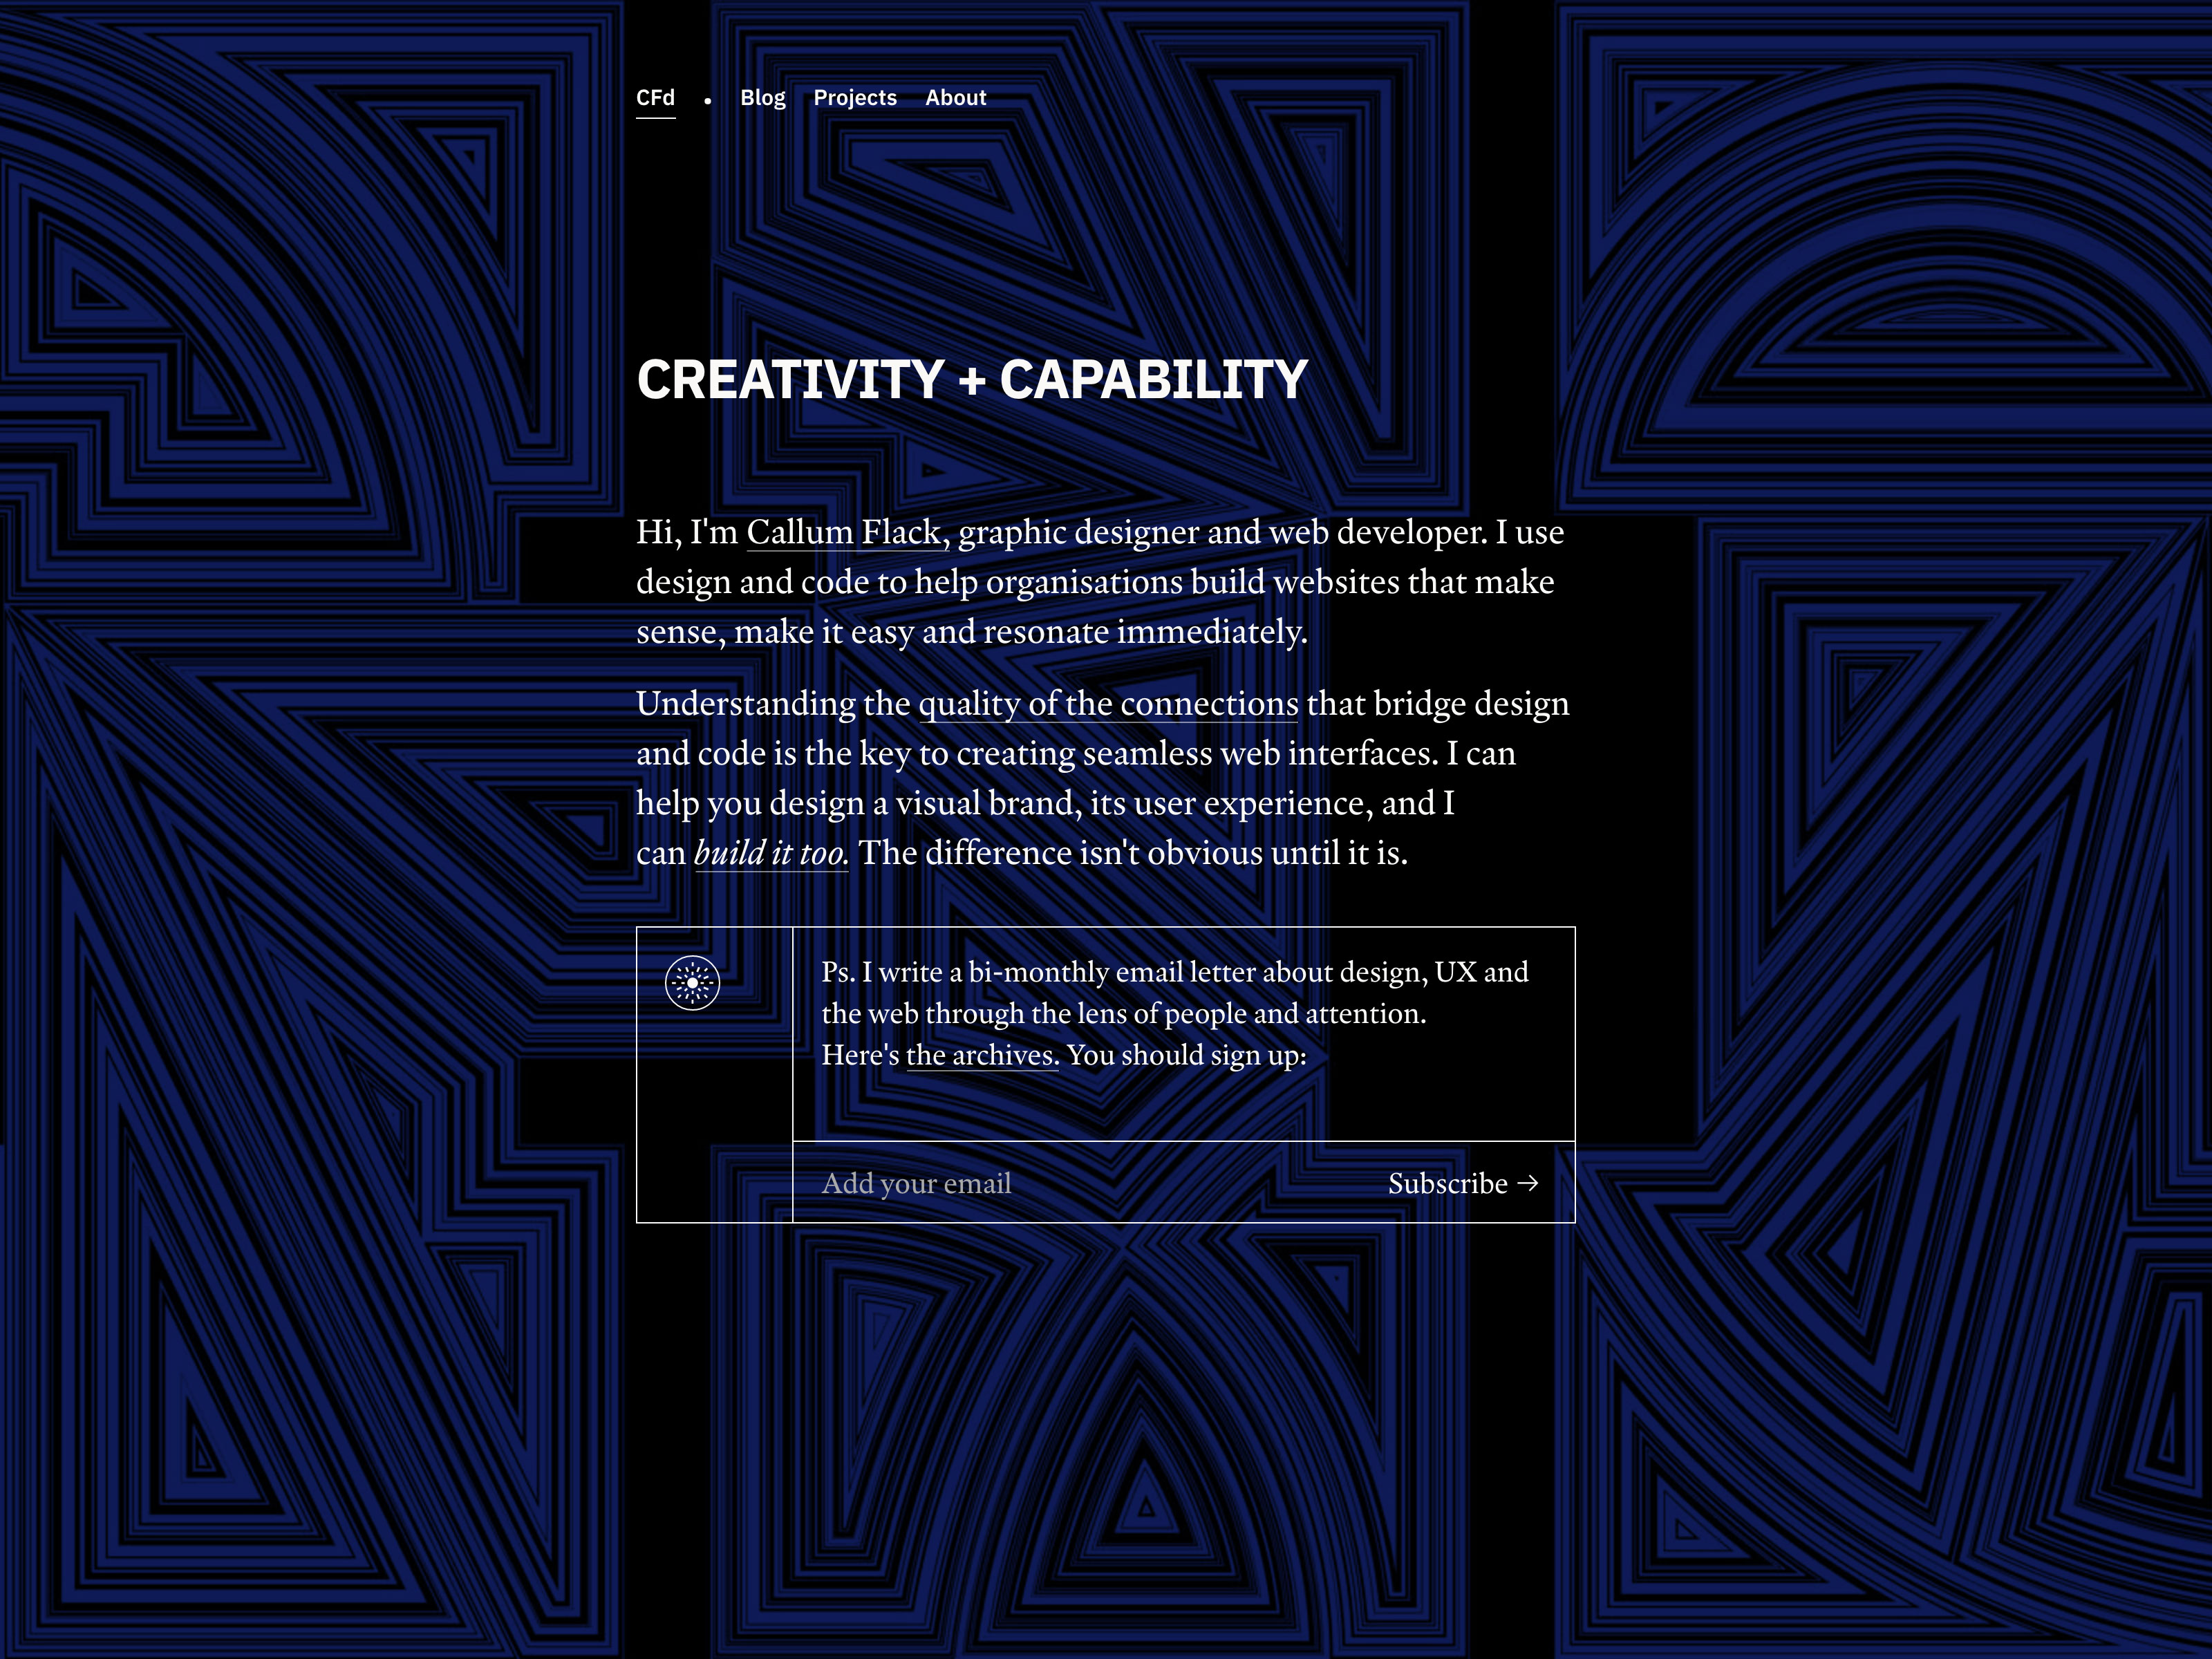 CFd • Blog Projects About
CREATIVITY + CAPABILITY
Hi, I'm Callum Flack, graphic designer and web developer. I use
design and code to help organisations build websites that make
sense, make it easy and resonate immediately.
Understanding the quality of the connections that bridge design
and code is the key to creating seamless web interfaces. I can
help you design a visual brand, its user experience, and I
can build it too. The difference isn't obvious until it is.
Ps. I write a bi-monthly email letter about design, UX and
the web through the lens of people and attention.
Here's the archives. You should sign up:
Add your email Subscribe →